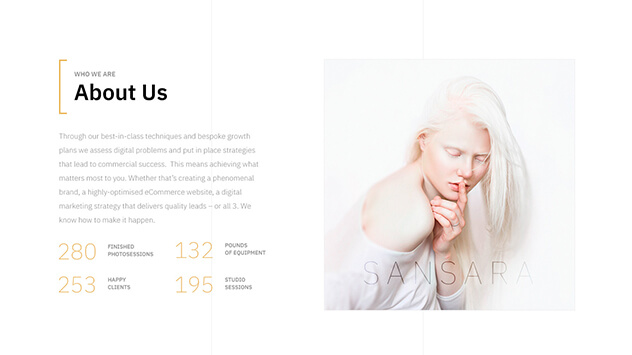 WHO WE ARE
About Us
Through our best-in-class techniques and bespoke growth
plans we assess digital problems and put in place strategies
that lead to commercial success.  This means achieving what
matters most to you. Whether that's creating a phenomenal
brand, a highly-optimised eCommerce website, a digital
marketing strategy that delivers quality leads – or all 3. We
know how to make it happen.
280 FINISHED
PHOTOSESSIONS
132 POUNDS
OF EQUIPMENT
253 HAPPY
CLIENTS
195 STUDIO
SESSIONS
SANSARA